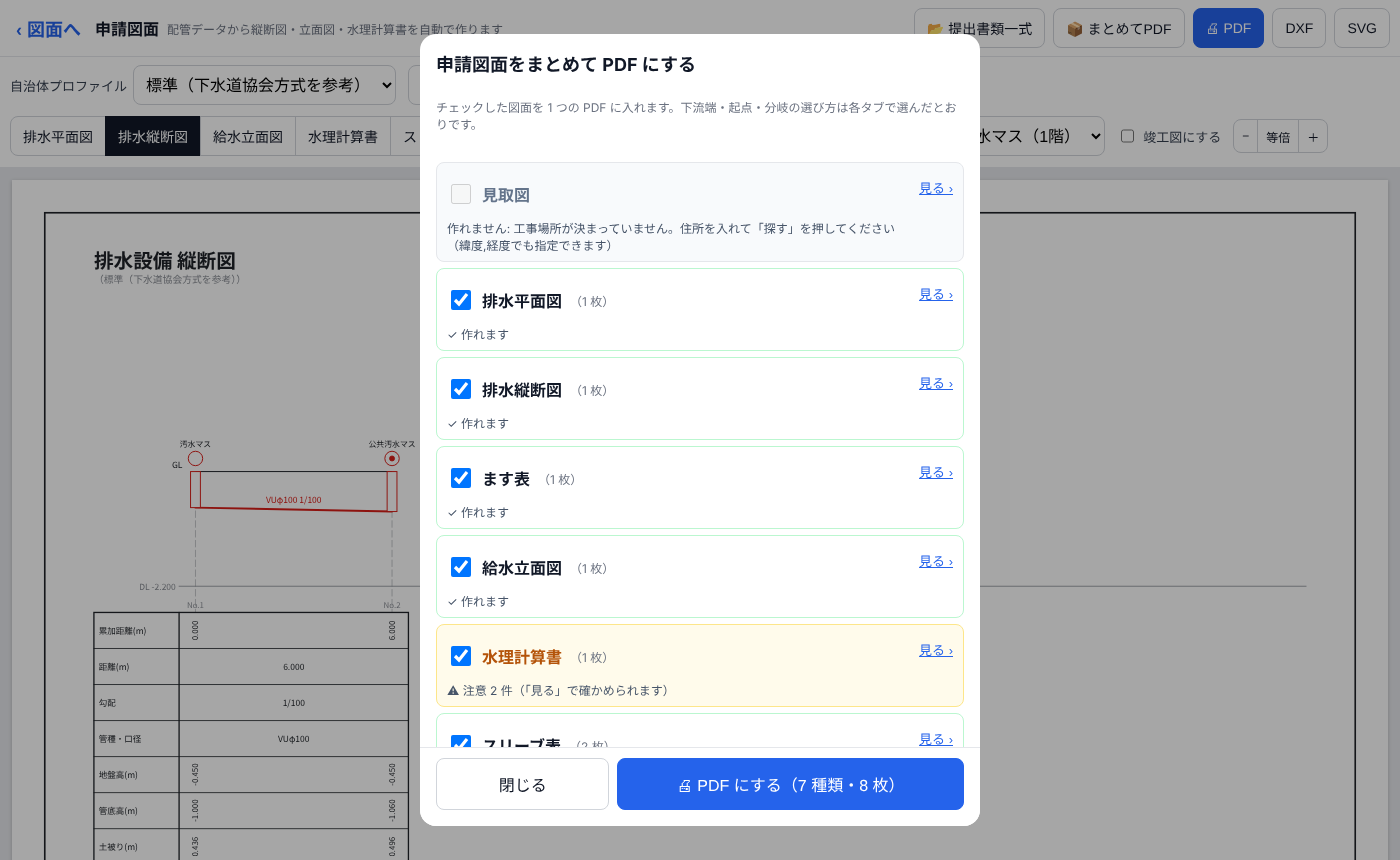 ‹ 図面へ 申請図面 配管データから縦断図・立面図・水理計算書を自動で作ります
📂 提出書類一式 📦 まとめてPDF 🖨 PDF DXF SVG
自治体プロファイル 標準（下水道協会方式を参考）
排水平面図 排水縦断図 給水立面図 水理計算書 ス
水マス（1階） 竣工図にする − 等倍 ＋
申請図面をまとめて PDF にする
チェックした図面を 1 つの PDF に入れます。下流端・起点・分岐の選び方は各タブで選んだとお
りです。
見取図 見る ›
作れません: 工事場所が決まっていません。住所を入れて「探す」を押してください
（緯度,経度でも指定できます）
排水平面図 （1 枚） 見る ›
✓ 作れます
排水縦断図 （1 枚） 見る ›
✓ 作れます
ます表 （1 枚） 見る ›
✓ 作れます
給水立面図 （1 枚） 見る ›
✓ 作れます
水理計算書 （1 枚） 見る ›
⚠ 注意 2 件（「見る」で確かめられます）
スリーブ表 （2 枚） 見る ›
閉じる 🖨 PDF にする（7 種類・8 枚）
排水設備 縦断図
（標準（下水道協会方式を参考））
汚水マス 公共汚水マス
GL
VUφ100 1/100
DL -2.200
No.1 No.2
累加距離(m) 0.000 6.000
距離(m) 6.000
勾配 1/100
管種・口径 VUφ100
地盤高(m) -0.450 -0.450
管底高(m) -1.000 -1.060
土被り(m) 0.436 0.496